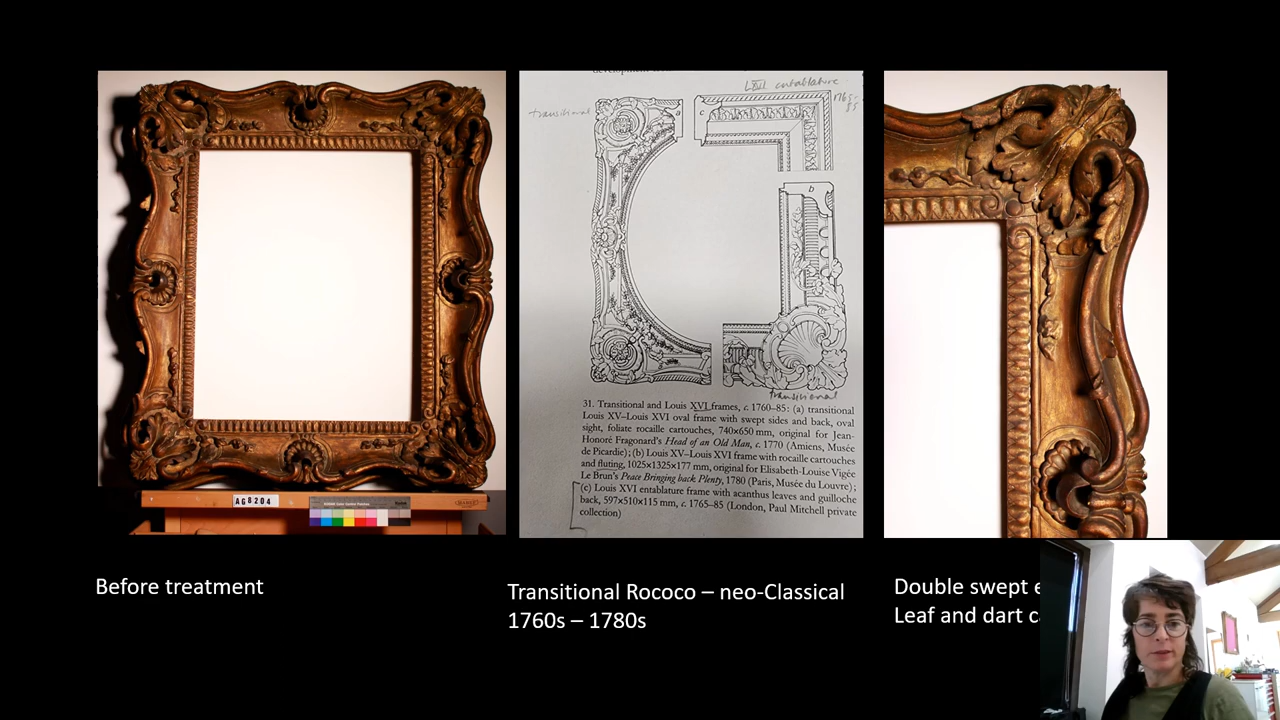 transitional
LXVI entablature
1765-
85
a
c
b
transitional
31. Transitional and Louis XVI frames, c. 1760–85: (a) transitional
Louis XV–Louis XVI oval frame with swept sides and back, oval
sight, foliate rocaille cartouches, 740×650 mm, original for Jean-
Honoré Fragonard's Head of an Old Man, c. 1770 (Amiens, Musée
de Picardie); (b) Louis XV–Louis XVI frame with rocaille cartouches
and fluting, 1025×1325×177 mm, original for Elisabeth-Louise Vigée
Le Brun's Peace Bringing back Plenty, 1780 (Paris, Musée du Louvre);
(c) Louis XVI entablature frame with acanthus leaves and guilloche
back, 597×510×115 mm, c. 1765–85 (London, Paul Mitchell private
collection)
AG8204
Before treatment
Transitional Rococo – neo-Classical
1760s – 1780s
Double swept
Leaf and dart